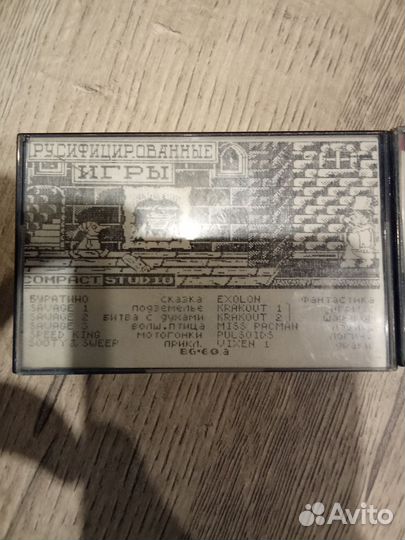 РУСИФИЦИРОВАННЫЕ
ИГРЫ
COMPACT STUDIO
БУРАТИНО сказка EXOLON фантастика
SAVAGE 1 подземелье KRAKOUT 1
SAVAGE 2 битва с духами KRAKOUT 2
SAVAGE 3 волш.птица MISS PACMAN
SPEED KING мотогонки PULSOIDS
SOOTY & SWEEP прикл. VIXEN 1
Avito